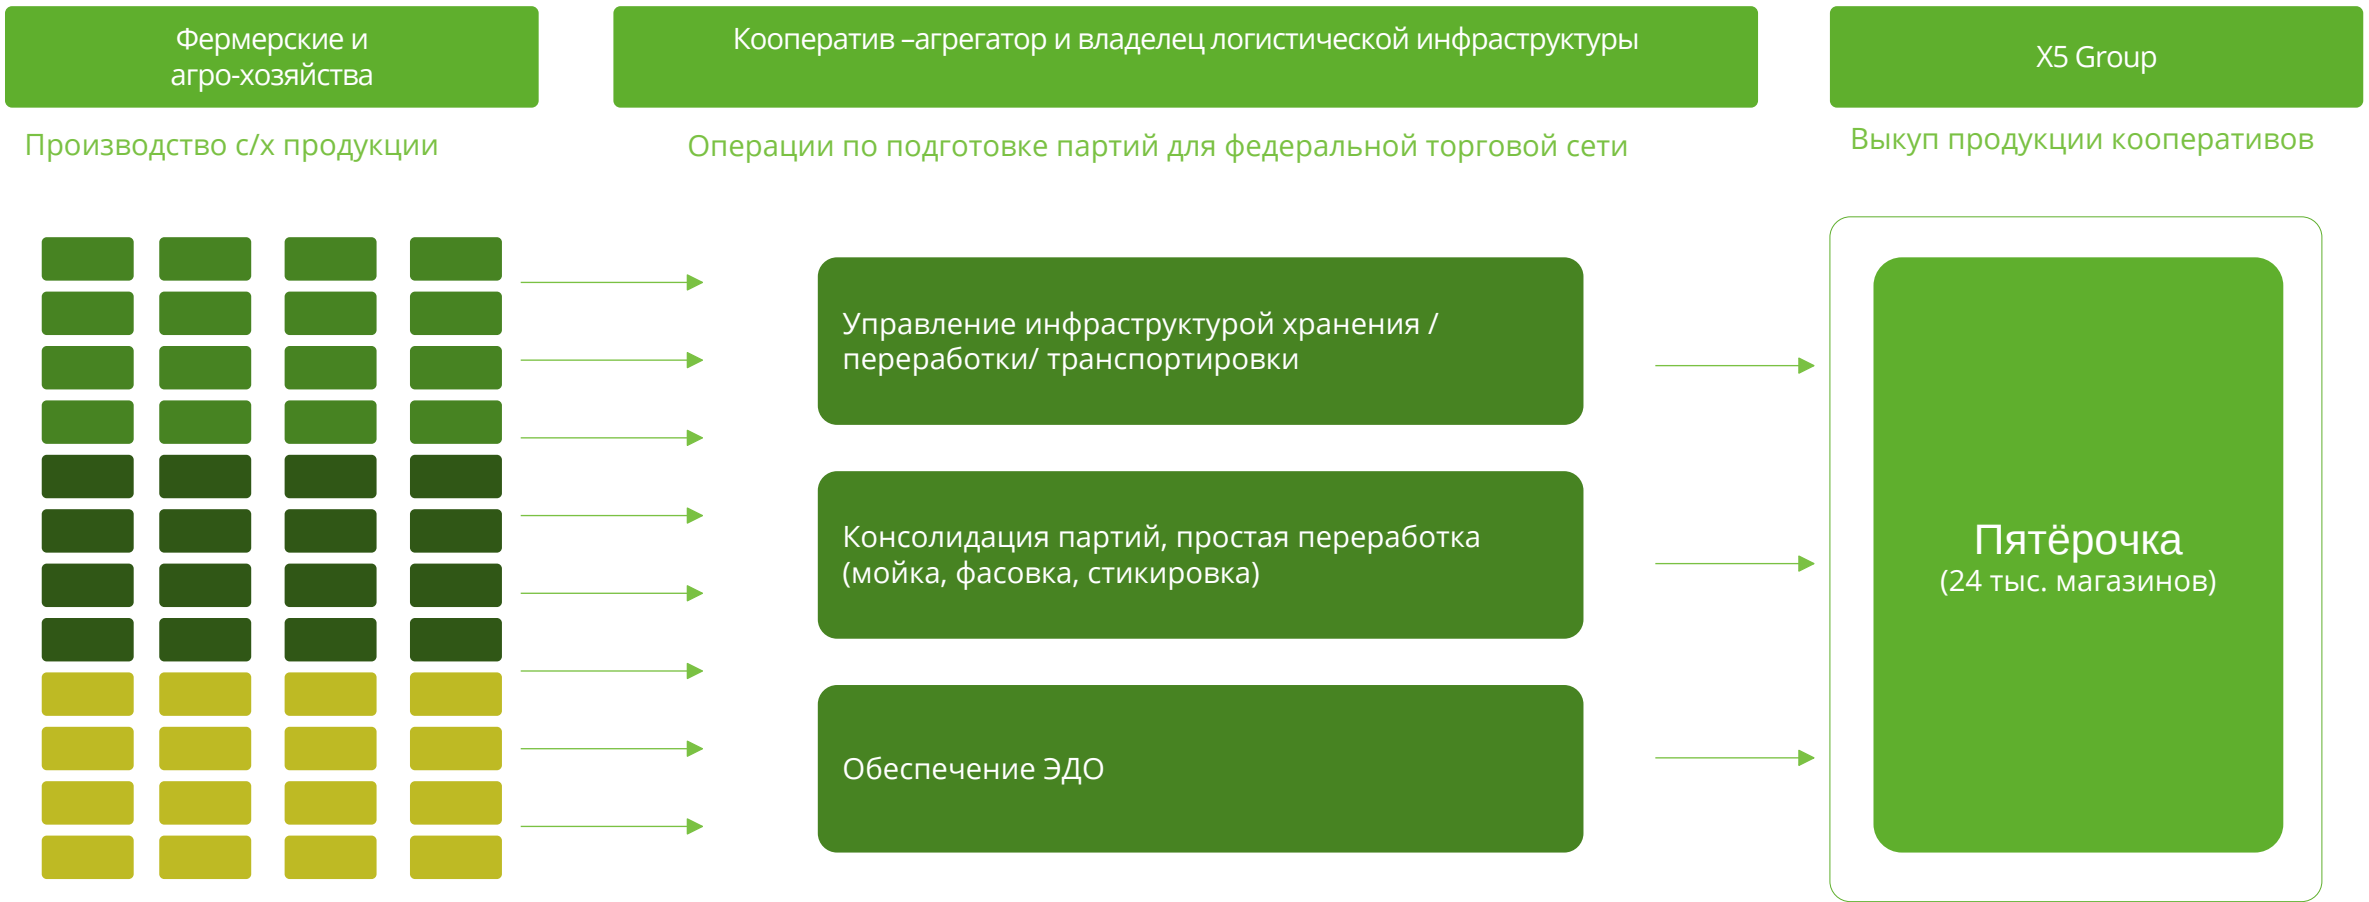 Фермерские и
агро-хозяйства
Кооператив –агрегатор и владелец логистической инфраструктуры
X5 Group
Производство с/х продукции
Операции по подготовке партий для федеральной торговой сети
Выкуп продукции кооперативов
Управление инфраструктурой хранения /
переработки/ транспортировки
Консолидация партий, простая переработка
(мойка, фасовка, стикировка)
Обеспечение ЭДО
Пятёрочка
(24 тыс. магазинов)